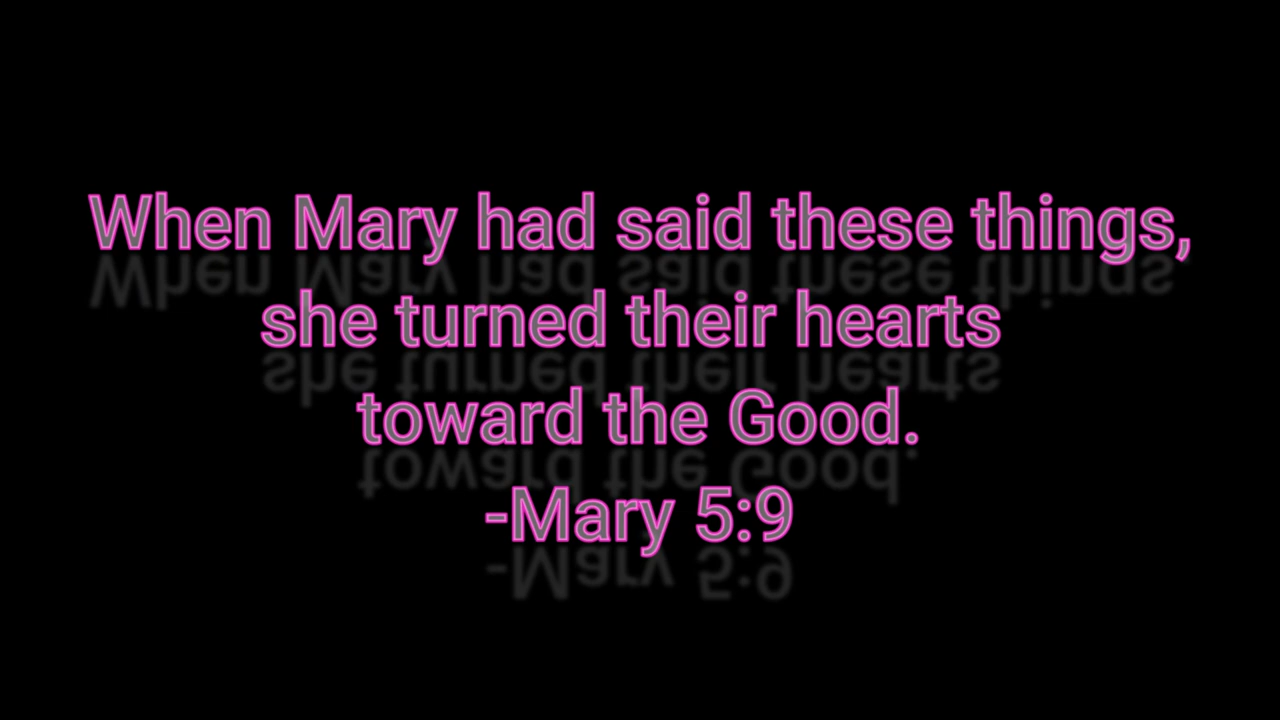 When Mary had said these things,
she turned their hearts
toward the Good.
-Mary 5:9